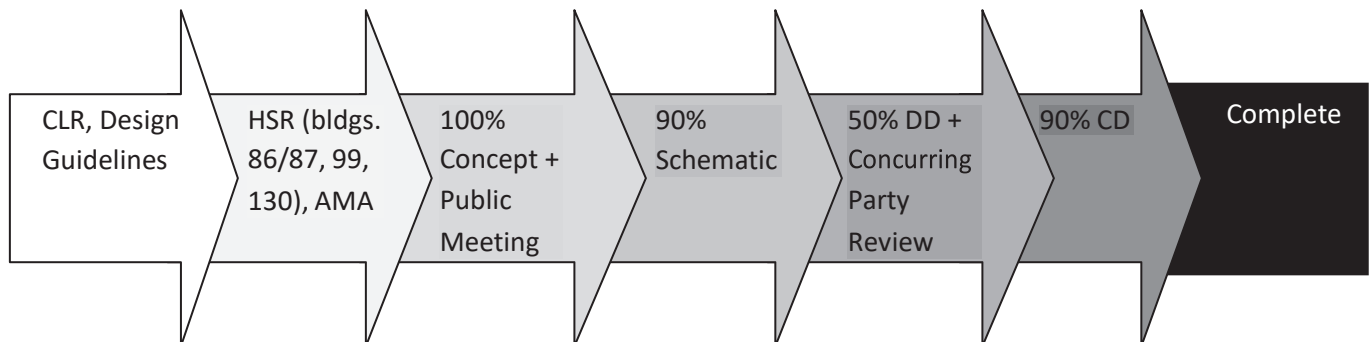 CLR, Design
Guidelines
HSR (bldgs.
86/87, 99,
130), AMA
100%
Concept +
Public
Meeting
90%
Schematic
50% DD +
Concurring
Party
Review
90% CD
Complete